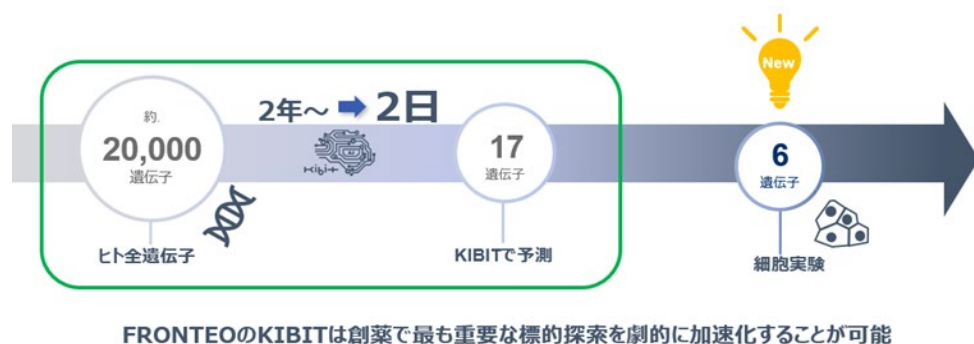 New
2年～ 2日
約.
20,000
遺伝子
Kibit
17
遺伝子
6
遺伝子
ヒト全遺伝子
KIBITで予測
細胞実験
FRONTEOのKIBITは創薬で最も重要な標的探索を劇的に加速化することが可能